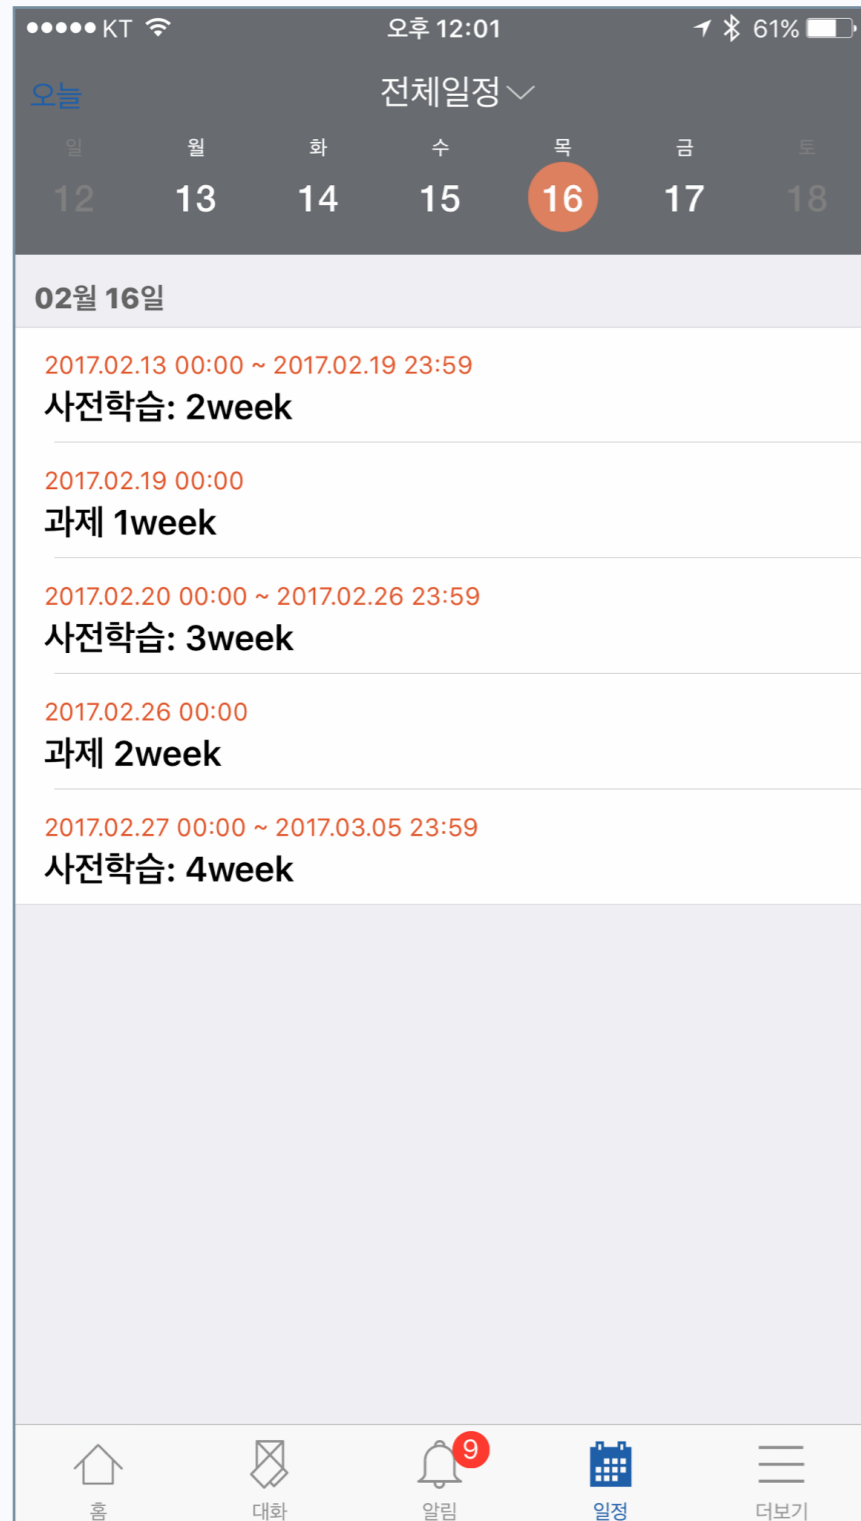 ●●●●● KT 오후 12:01 61%
오늘 전체일정
일 월 화 수 목 금 토
12 13 14 15 16 17 18
02월 16일
2017.02.13 00:00 ~ 2017.02.19 23:59
사전학습: 2week
2017.02.19 00:00
과제 1week
2017.02.20 00:00 ~ 2017.02.26 23:59
사전학습: 3week
2017.02.26 00:00
과제 2week
2017.02.27 00:00 ~ 2017.03.05 23:59
사전학습: 4week
9
홈 대화 알림 일정 더보기